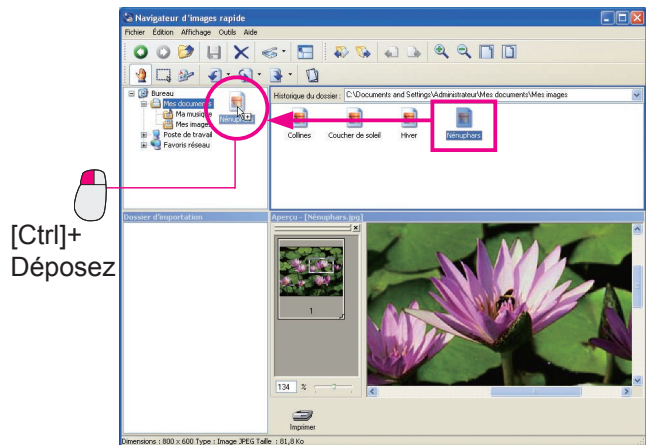 Navigateur d'images rapide
Fichier Édition Affichage Outils Aide
Bureau
Mes documents
Ma musique
Mes images
Poste de travail
Favoris réseau
Historique du dossier : C:\Documents and Settings\Administrateur\Mes documents\Mes images
Collines
Coucher de soleil
Hiver
Nénuphars
[Ctrl]+
Déposez
Dossier d'importation
Aperçu - [Nénuphars.jpg]
1
134 %
Imprimer
Dimensions : 800 x 600 Type : Image JPEG Taille : 81,8 Ko